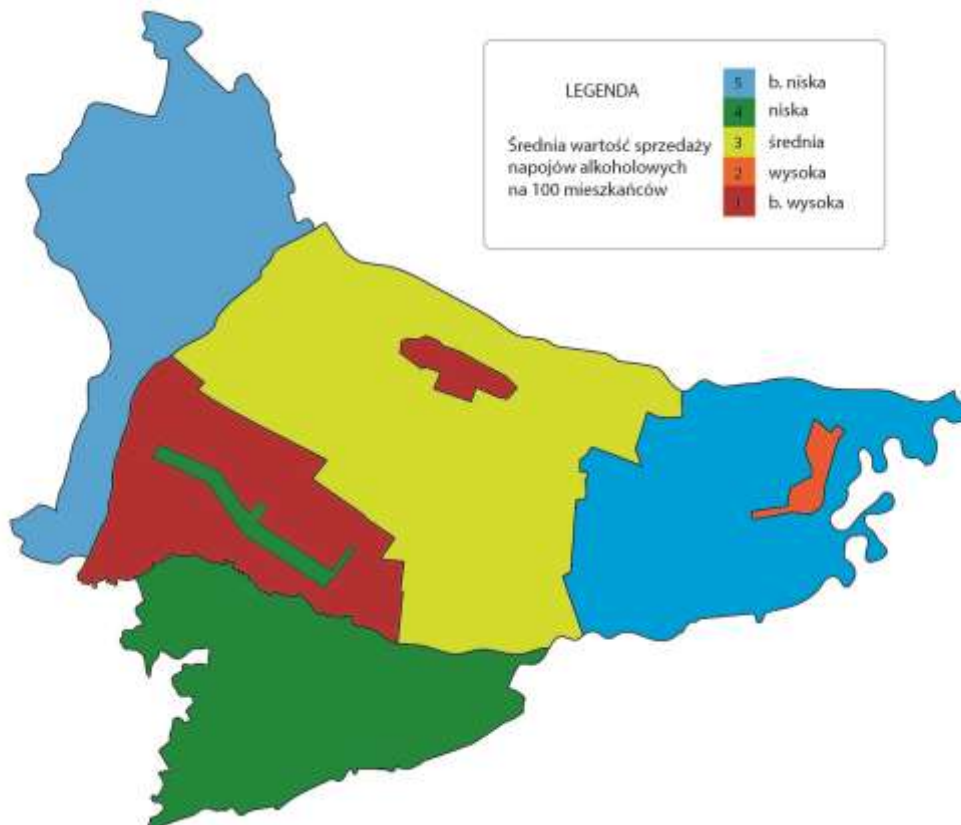 LEGENDA
Średnia wartość sprzedaży
napojów alkoholowych
na 100 mieszkańców
5 b. niska
4 niska
3 średnia
2 wysoka
1 b. wysoka